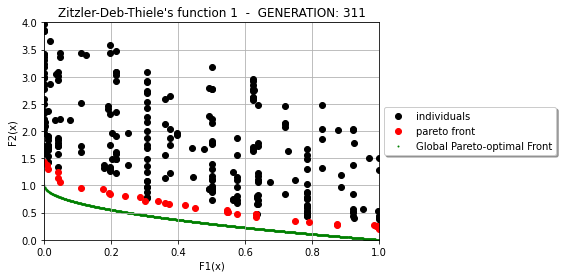 Zitzler-Deb-Thiele's function 1 - GENERATION: 311
4.0
3.5
3.0
2.5
2.0
1.5
1.0
0.5
0.0
F2(x)
0.0 0.2 0.4 0.6 0.8 1.0
F1(x)
individuals
pareto front
Global Pareto-optimal Front